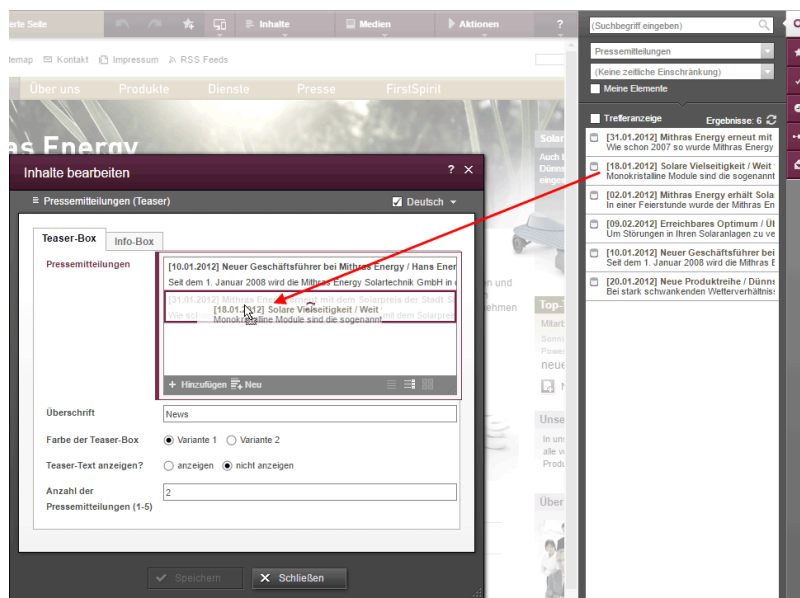 erte Seite
Inhalte
Medien
Aktionen
?
(Suchbegriff eingeben)
Kontakt
Impressum
RSS Feeds
Pressemitteilungen
(Keine zeitliche Einschränkung)
Meine Elemente
Über uns
Produkte
Dienste
Presse
FirstSpirit
Trefferanzeige
Ergebnisse: 6
as Energy
[31.01.2012] Mithras Energy erneut mit
Wie schon 2007 so wurde Mithras Energy
[18.01.2012] Solare Vielseitigkeit / Weit
Monokristalline Module sind die sogenannt
[02.01.2012] Mithras Energy erhält Sola
In einer Feierstunde wurde der Mithras En
[09.02.2012] Erreichbares Optimum / Ü
Um Störungen in Ihren Solaranlagen zu ve
[10.01.2012] Neuer Geschäftsführer bei
Seit dem 1. Januar 2008 wird die Mithras E
[20.01.2012] Neue Produktreihe / Dünns
Bei stark schwankenden Wetterverhältnis
Inhalte bearbeiten
? ×
Pressemitteilungen (Teaser)
Deutsch
Teaser-Box
Info-Box
Pressemitteilungen
[10.01.2012] Neuer Geschäftsführer bei Mithras Energy / Hans Ener
Seit dem 1. Januar 2008 wird die Mithras Energy Solartechnik GmbH in
[31.01.2012] Mithras Energy erneut mit dem Solarpreis der Stadt
[18.01.2012] Solare Vielseitigkeit / Weit
Monokristalline Module sind die sogenannt
+ Hinzufügen
Neu
Überschrift
News
Farbe der Teaser-Box
Variante 1
Variante 2
Teaser-Text anzeigen?
anzeigen
nicht anzeigen
Anzahl der
Pressemitteilungen (1-5)
2
Speichern
Schließen
Solar
Auch
Top-
neue
Unse
In un
alle
Produ
Über